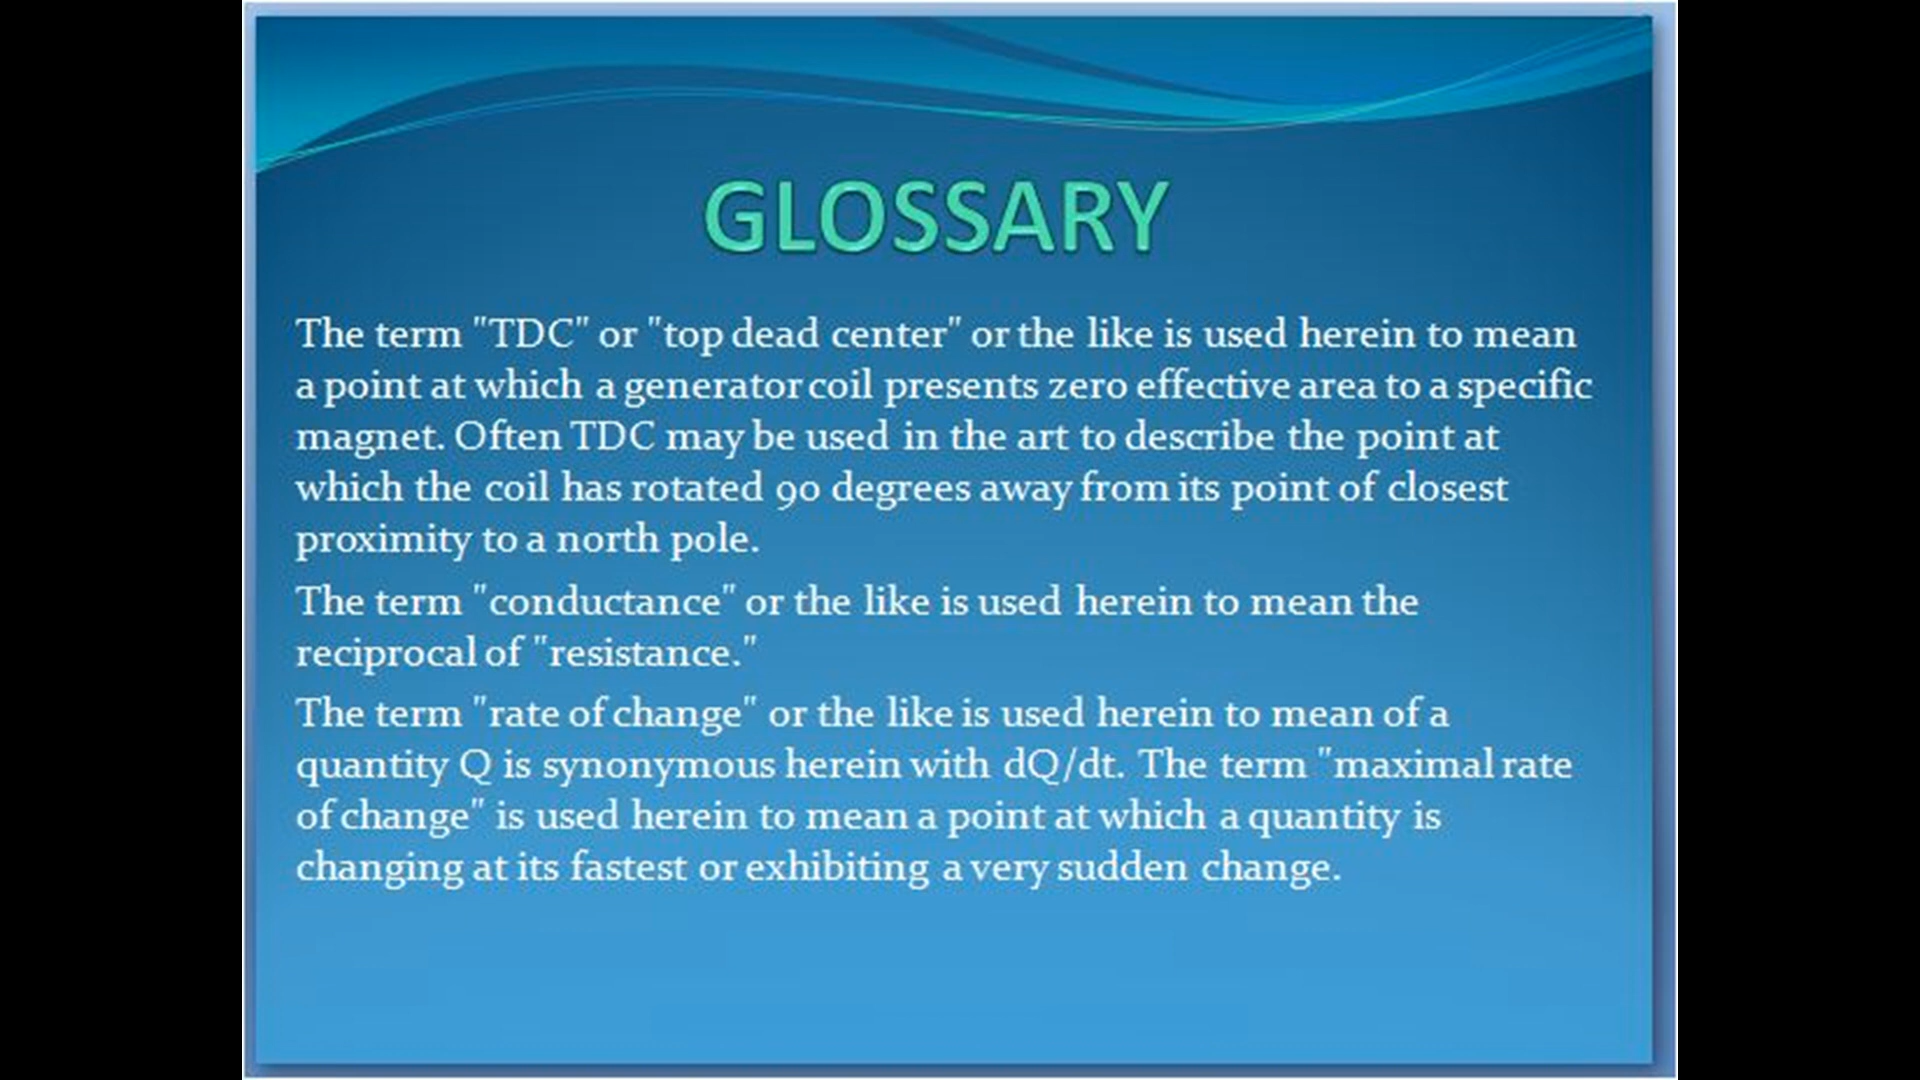 GLOSSARY
The term "TDC" or "top dead center" or the like is used herein to mean
a point at which a generator coil presents zero effective area to a specific
magnet. Often TDC may be used in the art to describe the point at
which the coil has rotated 90 degrees away from its point of closest
proximity to a north pole.
The term "conductance" or the like is used herein to mean the
reciprocal of "resistance."
The term "rate of change" or the like is used herein to mean of a
quantity Q is synonymous herein with dQ/dt. The term "maximal rate
of change" is used herein to mean a point at which a quantity is
changing at its fastest or exhibiting a very sudden change.